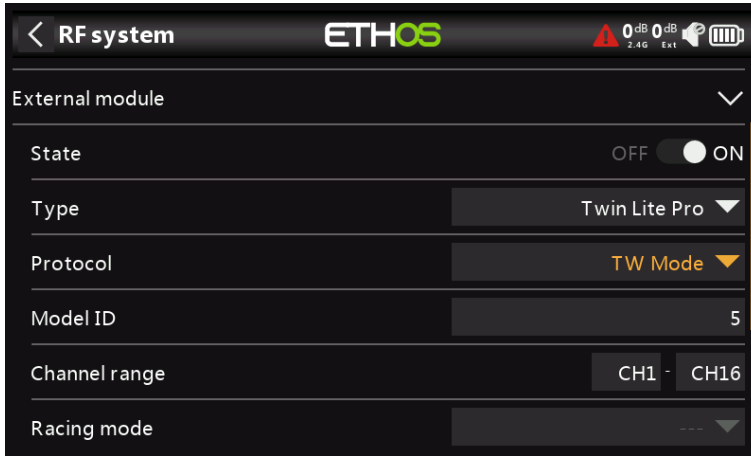 RF system ETHOS 0dB 0dB
2.4G Ext
External module
State OFF ON
Type Twin Lite Pro
Protocol TW Mode
Model ID 5
Channel range CH1 - CH16
Racing mode ---